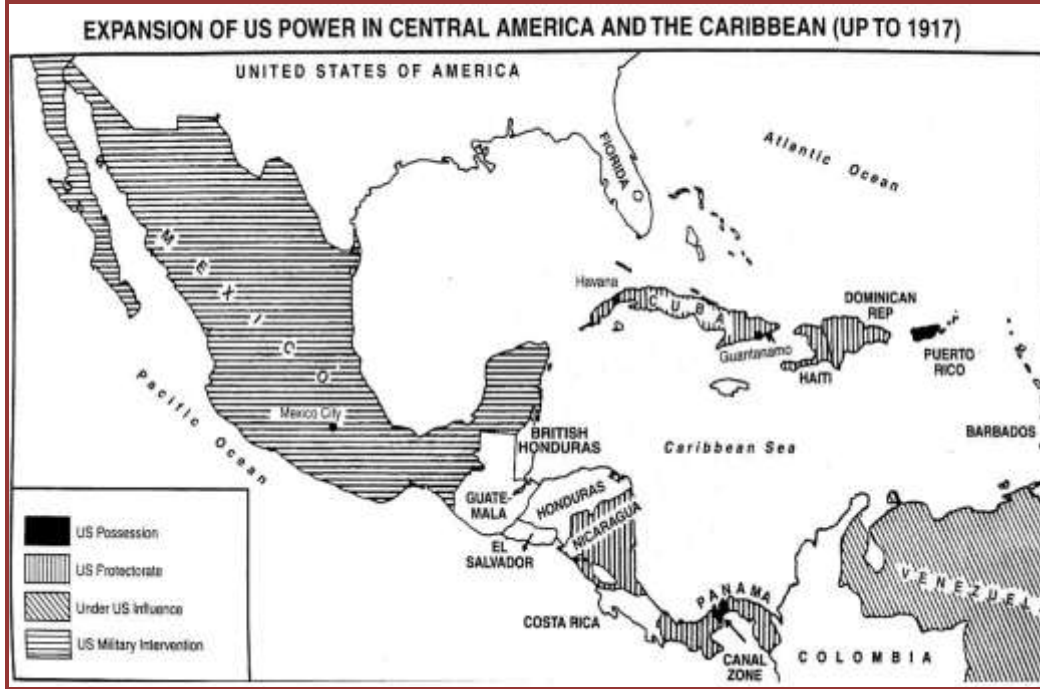 EXPANSION OF US POWER IN CENTRAL AMERICA AND THE CARIBBEAN (UP TO 1917)
UNITED STATES OF AMERICA
Atlantic Ocean
FlORIDA
MEXICO
Havana
CUBA
DOMINICAN
REP
Guantanamo
HAITI
PUERTO
RICO
Pacific Ocean
Mexico City
BRITISH
HONDURAS
Caribbean Sea
BARBADOS
GUATE-
MALA
HONDURAS
NICARAGUA
EL
SALVADOR
COSTA RICA
PANAMA
CANAL
ZONE
COLOMBIA
VENEZUEL
US Possession
US Protectorate
Under US Influence
US Military Intervention